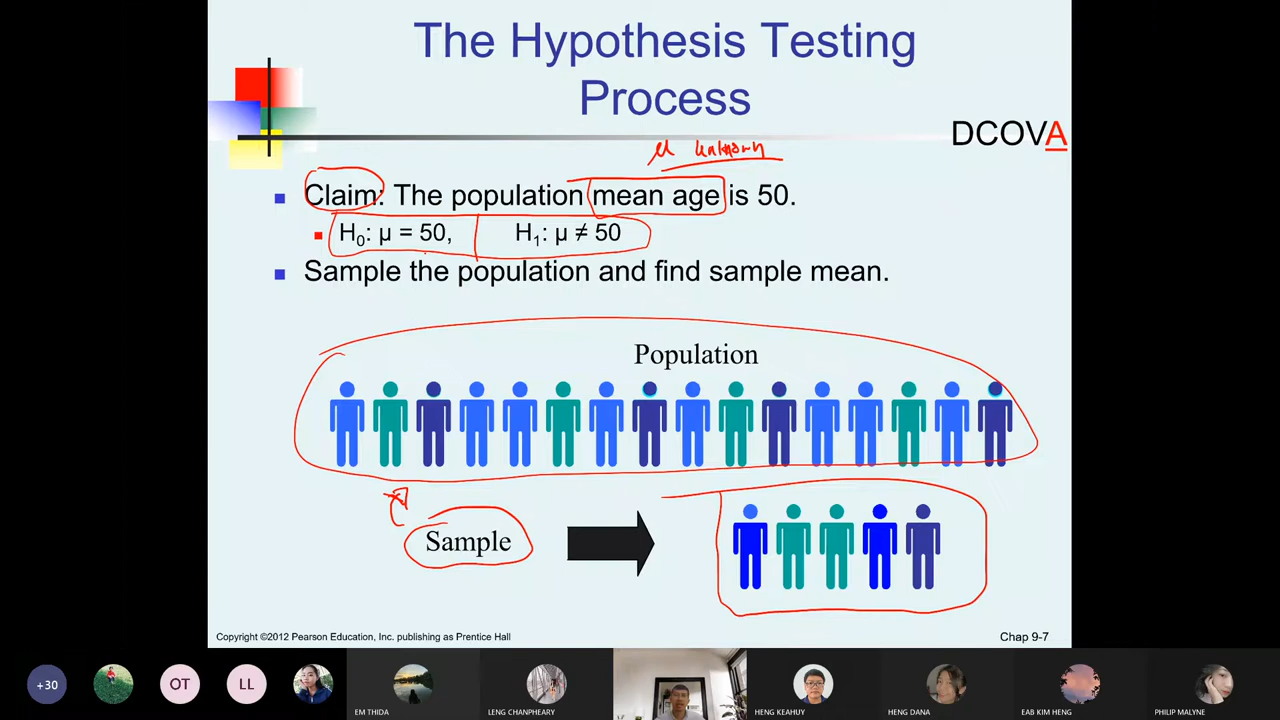 The Hypothesis Testing
Process
DCOVA
μ unknown
Claim: The population mean age is 50.
H0: μ = 50, H1: μ ≠ 50
Sample the population and find sample mean.
Population
Sample
Copyright ©2012 Pearson Education, Inc. publishing as Prentice Hall
Chap 9-7
+30
OT
LL
EM THIDA
LENG CHANPHEARY
HENG KEAHUY
HENG DANA
EAB KIM HENG
PHILIP MALYNE